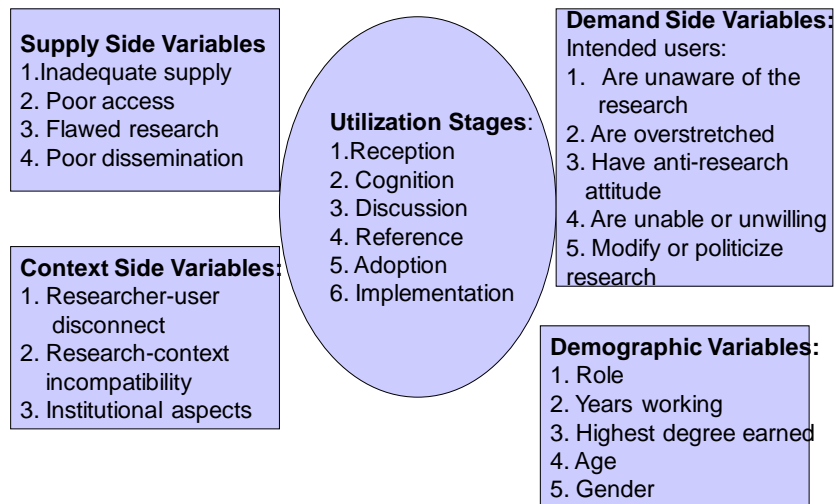 Supply Side Variables
1.Inadequate supply
2. Poor access
3. Flawed research
4. Poor dissemination
Context Side Variables:
1. Researcher-user
disconnect
2. Research-context
incompatibility
3. Institutional aspects
Utilization Stages:
1.Reception
2. Cognition
3. Discussion
4. Reference
5. Adoption
6. Implementation
Demand Side Variables:
Intended users:
1. Are unaware of the
research
2. Are overstretched
3. Have anti-research
attitude
4. Are unable or unwilling
5. Modify or politicize
research
Demographic Variables:
1. Role
2. Years working
3. Highest degree earned
4. Age
5. Gender